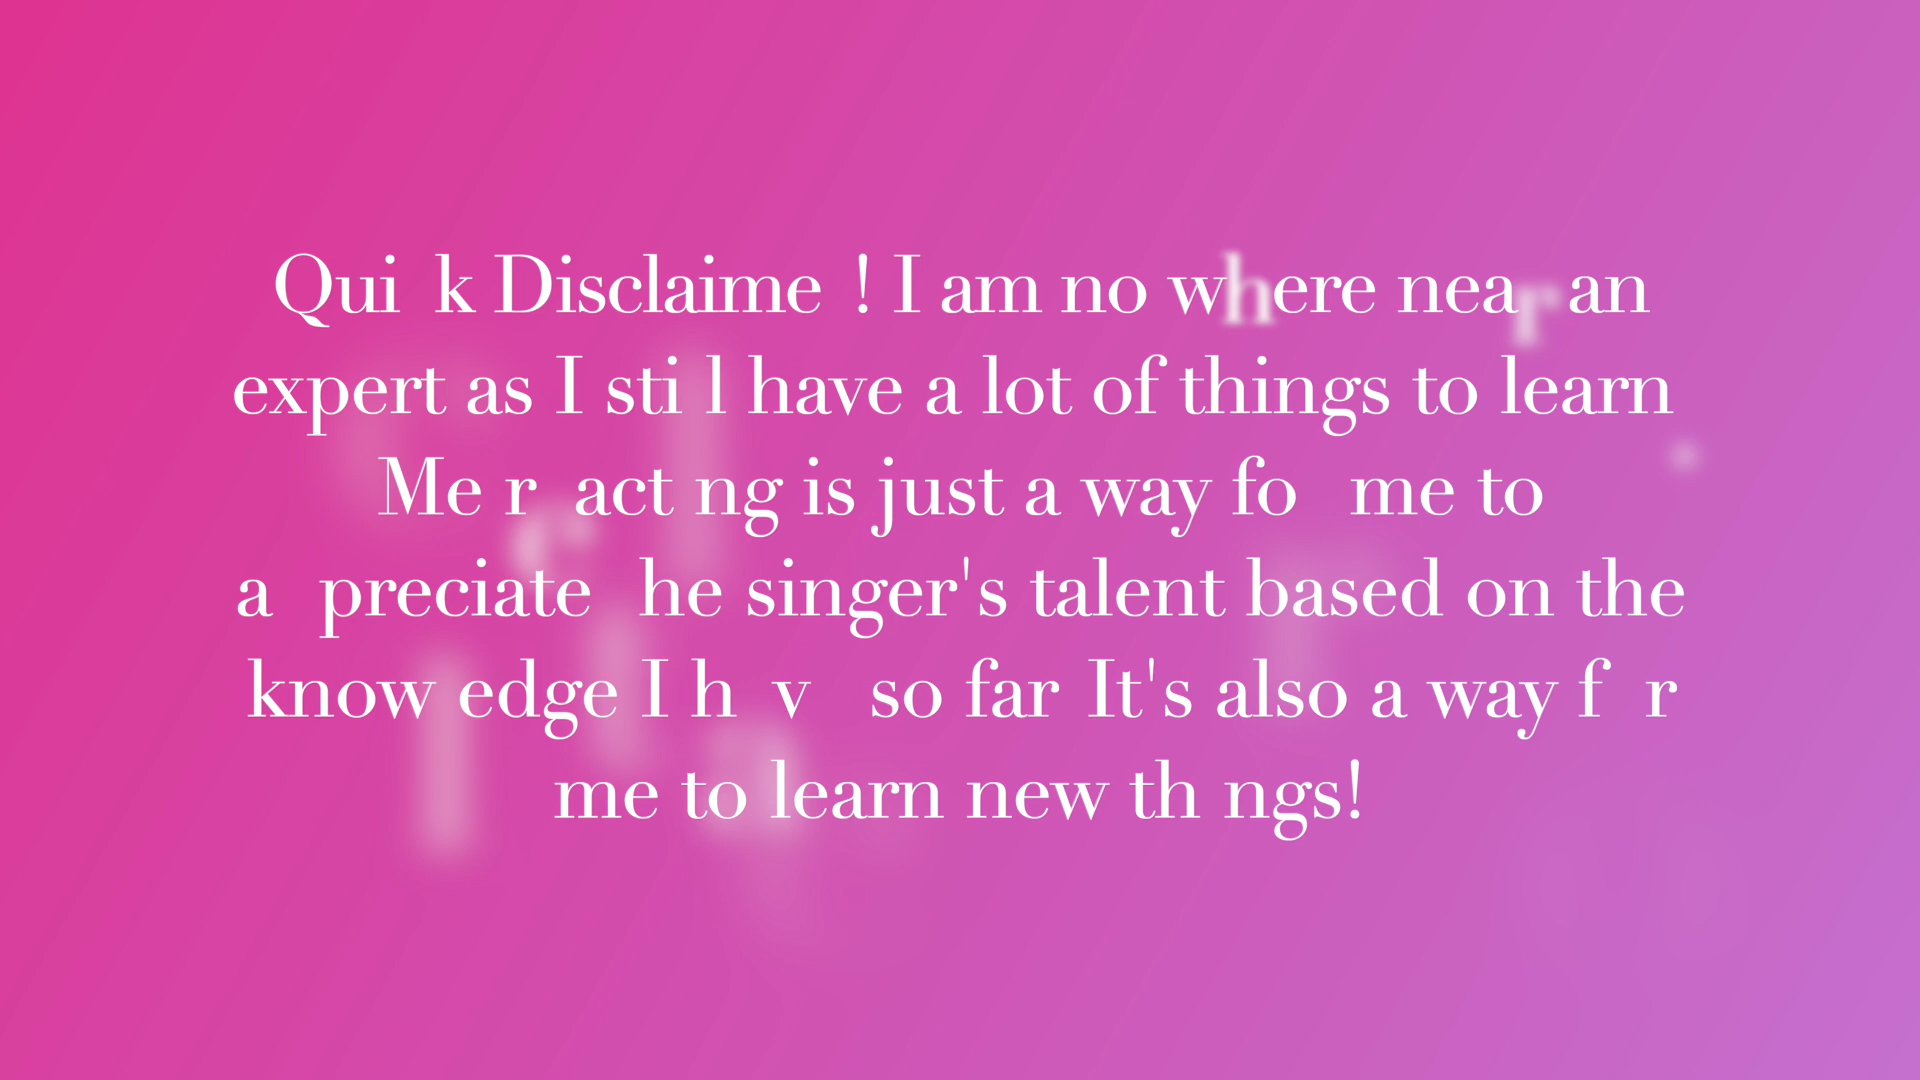 Qui k Disclaime ! I am no where near an
expert as I sti l have a lot of things to learn
Me r act ng is just a way fo me to
a preciate he singer's talent based on the
know edge I h v so far It's also a way f r
me to learn new th ngs!